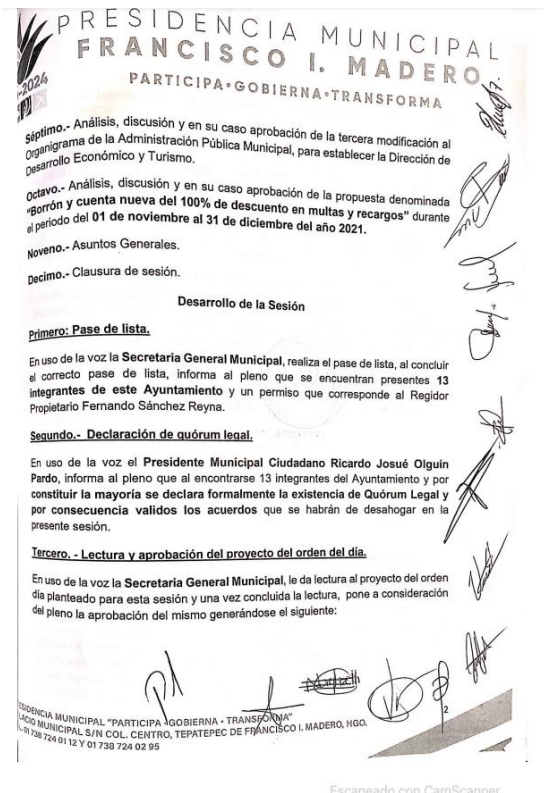 PRESIDENCIA MUNICIPAL
FRANCISCO I. MADERO
PARTICIPA•GOBIERNA•TRANSFORMA
-2024
Séptimo.- Análisis, discusión y en su caso aprobación de la tercera modificación al
Organigrama de la Administración Pública Municipal, para establecer la Dirección de
Desarrollo Económico y Turismo.
Octavo.- Análisis, discusión y en su caso aprobación de la propuesta denominada
"Borrón y cuenta nueva del 100% de descuento en multas y recargos" durante
el periodo del 01 de noviembre al 31 de diciembre del año 2021.
Noveno.- Asuntos Generales.
Decimo.- Clausura de sesión.
Desarrollo de la Sesión
Primero: Pase de lista.
En uso de la voz la Secretaria General Municipal, realiza el pase de lista, al concluir
el correcto pase de lista, informa al pleno que se encuentran presentes 13
integrantes de este Ayuntamiento y un permiso que corresponde al Regidor
Propietario Fernando Sánchez Reyna.
Segundo.- Declaración de quórum legal.
En uso de la voz el Presidente Municipal Ciudadano Ricardo Josué Olguín
Pardo, informa al pleno que al encontrarse 13 integrantes del Ayuntamiento y por
constituir la mayoría se declara formalmente la existencia de Quórum Legal y
por consecuencia validos los acuerdos que se habrán de desahogar en la
presente sesión.
Tercero. - Lectura y aprobación del proyecto del orden del día.
En uso de la voz la Secretaria General Municipal, le da lectura al proyecto del orden
día planteado para esta sesión y una vez concluida la lectura, pone a consideración
del pleno la aprobación del mismo generándose el siguiente:
2
ESIDENCIA MUNICIPAL "PARTICIPA • GOBIERNA • TRANSFORMA"
LACIO MUNICIPAL S/N COL. CENTRO, TEPATEPEC DE FRANCISCO I. MADERO, HGO.
L. 01 738 724 01 12 Y 01 738 724 02 95
Escaneado con CamScanner